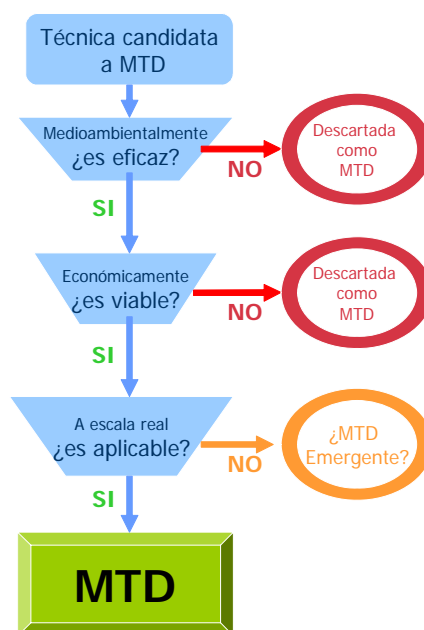 Técnica candidata
a MTD
Medioambientalmente
¿es eficaz?
NO
Descartada
como
MTD
SI
Económicamente
¿es viable?
NO
Descartada
como
MTD
SI
A escala real
¿es aplicable?
NO
¿MTD
Emergente?
SI
MTD